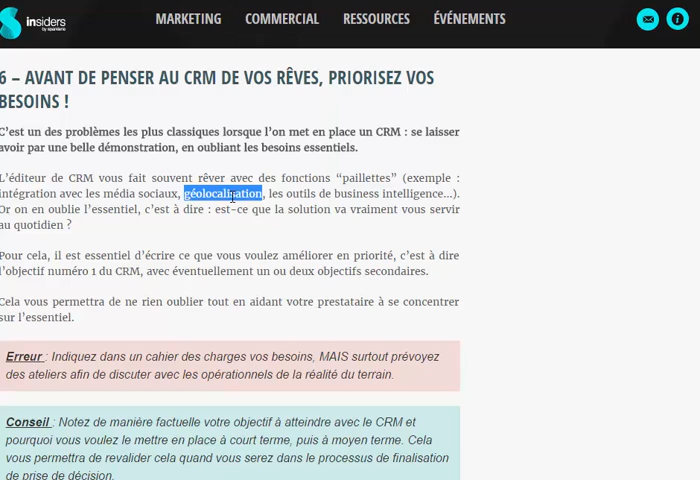 insiders
MARKETING COMMERCIAL RESSOURCES ÉVÉNEMENTS
6 – AVANT DE PENSER AU CRM DE VOS RÊVES, PRIORISEZ VOS
BESOINS !
C’est un des problèmes les plus classiques lorsque l’on met en place un CRM : se laisser
avoir par une belle démonstration, en oubliant les besoins essentiels.
L’éditeur de CRM vous fait souvent rêver avec des fonctions “paillettes” (exemple :
intégration avec les média sociaux, géolocalisation, les outils de business intelligence…).
Or on en oublie l’essentiel, c’est à dire : est-ce que la solution va vraiment vous servir
au quotidien ?
Pour cela, il est essentiel d’écrire ce que vous voulez améliorer en priorité, c’est à dire
l’objectif numéro 1 du CRM, avec éventuellement un ou deux objectifs secondaires.
Cela vous permettra de ne rien oublier tout en aidant votre prestataire à se concentrer
sur l’essentiel.
Erreur : Indiquez dans un cahier des charges vos besoins, MAIS surtout prévoyez
des ateliers afin de discuter avec les opérationnels de la réalité du terrain.
Conseil : Notez de manière factuelle votre objectif à atteindre avec le CRM et
pourquoi vous voulez le mettre en place à court terme, puis à moyen terme. Cela
vous permettra de revalider cela quand vous serez dans le processus de finalisation
de prise de décision.